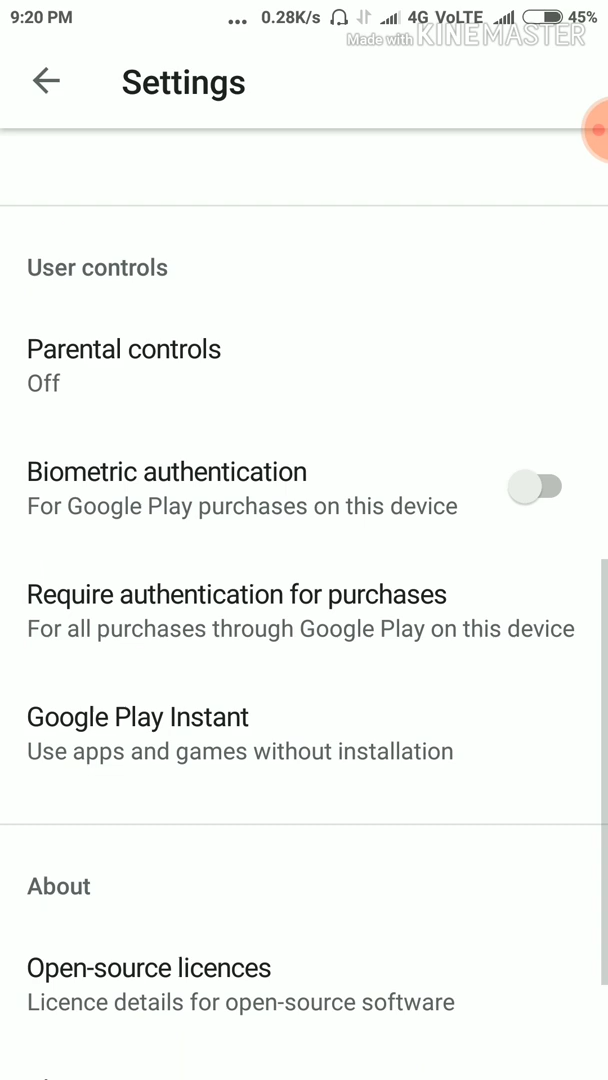 9:20 PM ... 0.28K/s 4G VoLTE 45%
Made with KINEMASTER
Settings
User controls
Parental controls
Off
Biometric authentication
For Google Play purchases on this device
Require authentication for purchases
For all purchases through Google Play on this device
Google Play Instant
Use apps and games without installation
About
Open-source licences
Licence details for open-source software